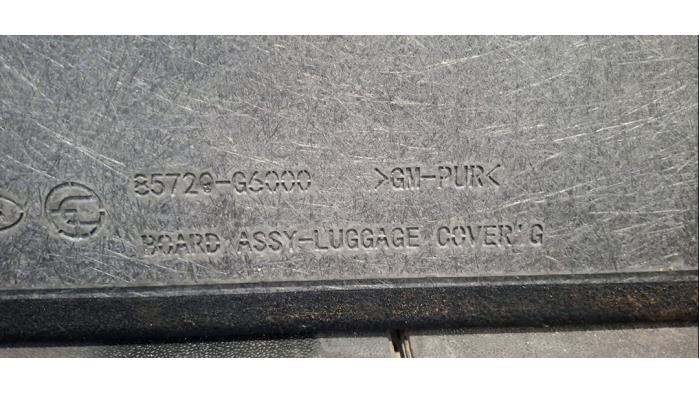 85720-G6000 >GM-PUR<
BOARD ASSY-LUGGAGE COVER'G